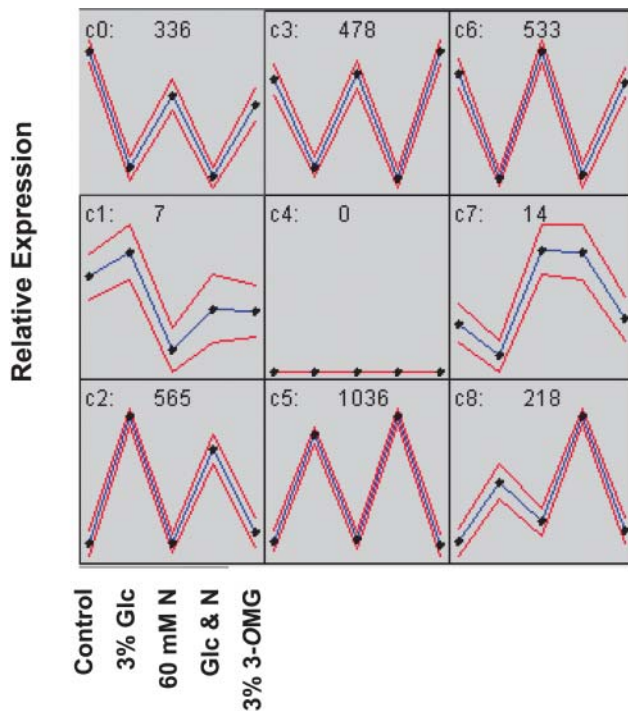 Relative Expression
c0: 336
c3: 478
c6: 533
c1: 7
c4: 0
c7: 14
c2: 565
c5: 1036
c8: 218
Control
3% Glc
60 mM N
Glc & N
3% 3-OMG